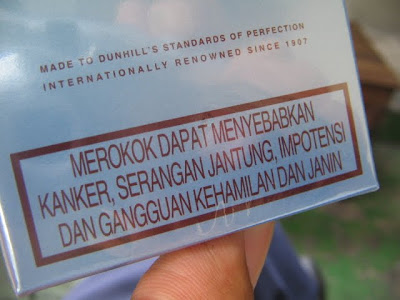 MADE TO DUNHILL'S STANDARDS OF PERFECTION
INTERNATIONALLY RENOWNED SINCE 1907
MEROKOK DAPAT MENYEBABKAN
KANKER, SERANGAN JANTUNG, IMPOTENSI
DAN GANGGUAN KEHAMILAN DAN JANIN